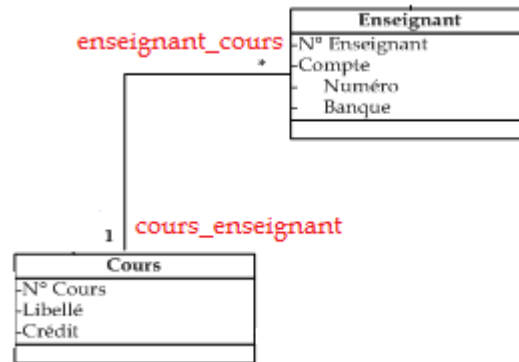 Enseignant
enseignant_cours
-N° Enseignant
-Compte
*
- Numéro
- Banque
1
cours_enseignant
Cours
-N° Cours
-Libellé
-Crédit